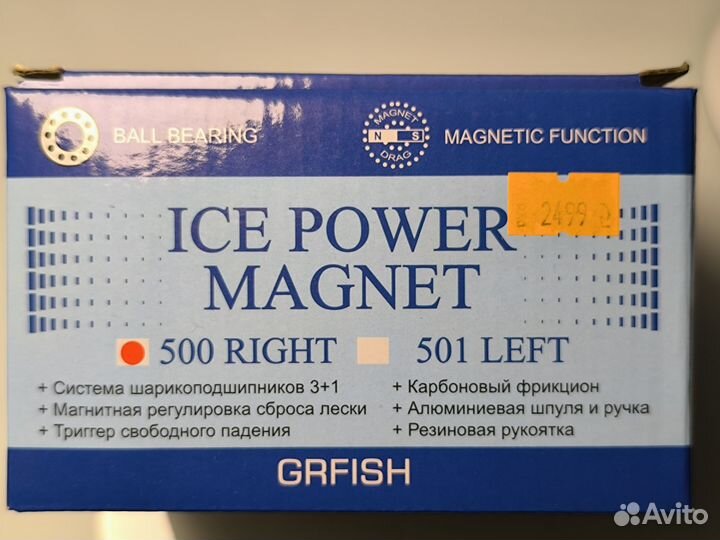 BALL BEARING
MAGNET
N S
DRAG
MAGNETIC FUNCTION
2499
ICE POWER
MAGNET
500 RIGHT 501 LEFT
+ Система шарикоподшипников 3+1
+ Магнитная регулировка сброса лески
+ Триггер свободного падения
+ Карбоновый фрикцион
+ Алюминиевая шпуля и ручка
+ Резиновая рукоятка
GRFISH
Avito